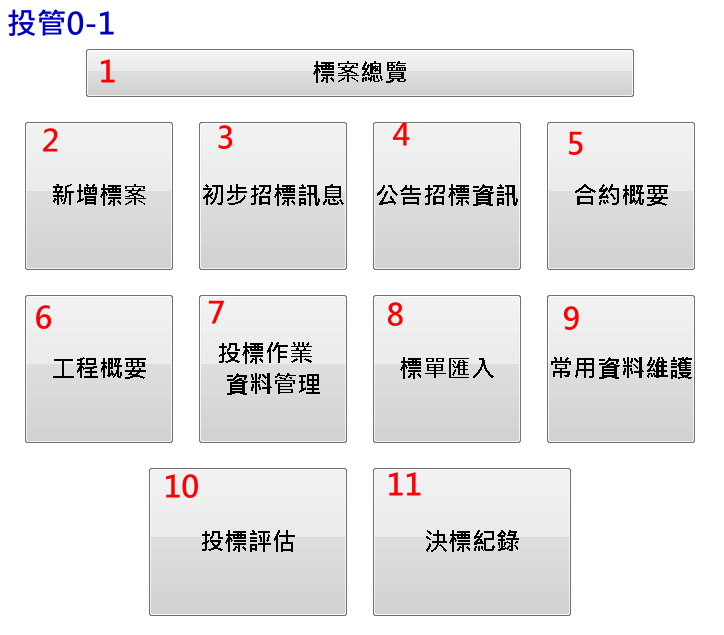 投管0-1
1 標案總覽
2 3 4 5
新增標案 初步招標訊息 公告招標資訊 合約概要
6 7 8 9
投標作業
工程概要 資料管理 標單匯入 常用資料維護
10 11
投標評估 決標紀錄